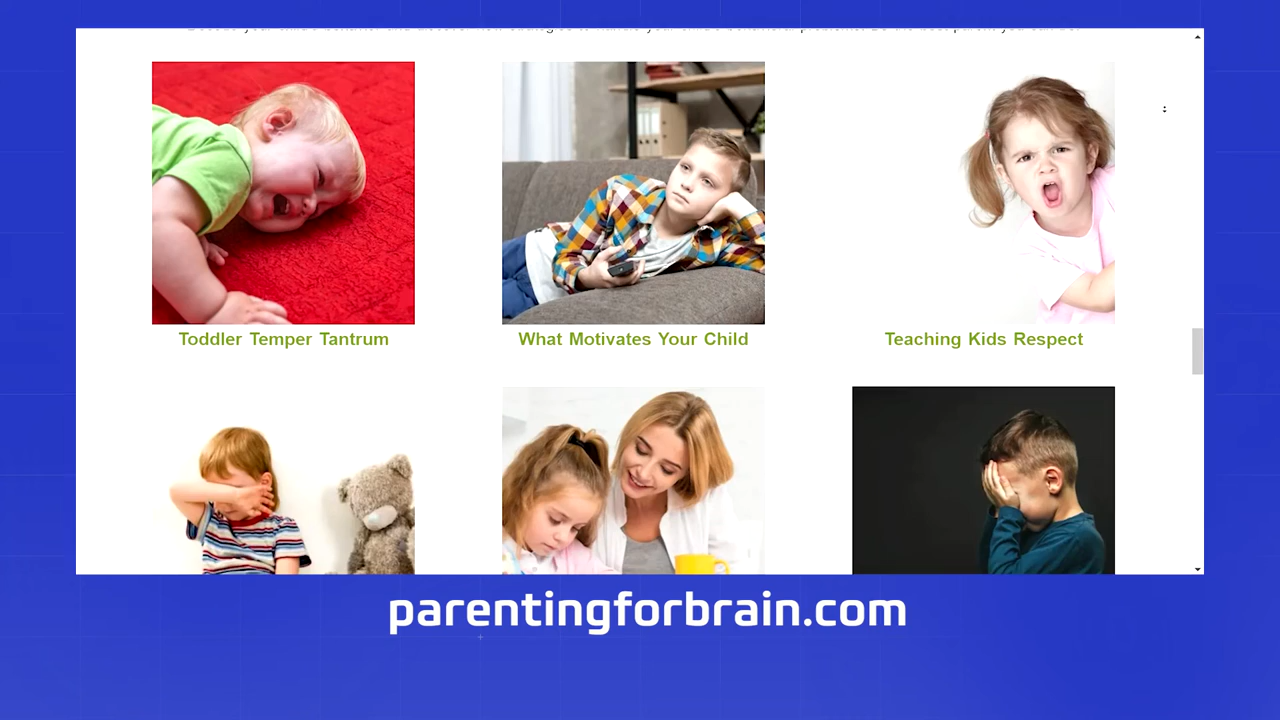 Toddler Temper Tantrum
What Motivates Your Child
Teaching Kids Respect
parentingforbrain.com